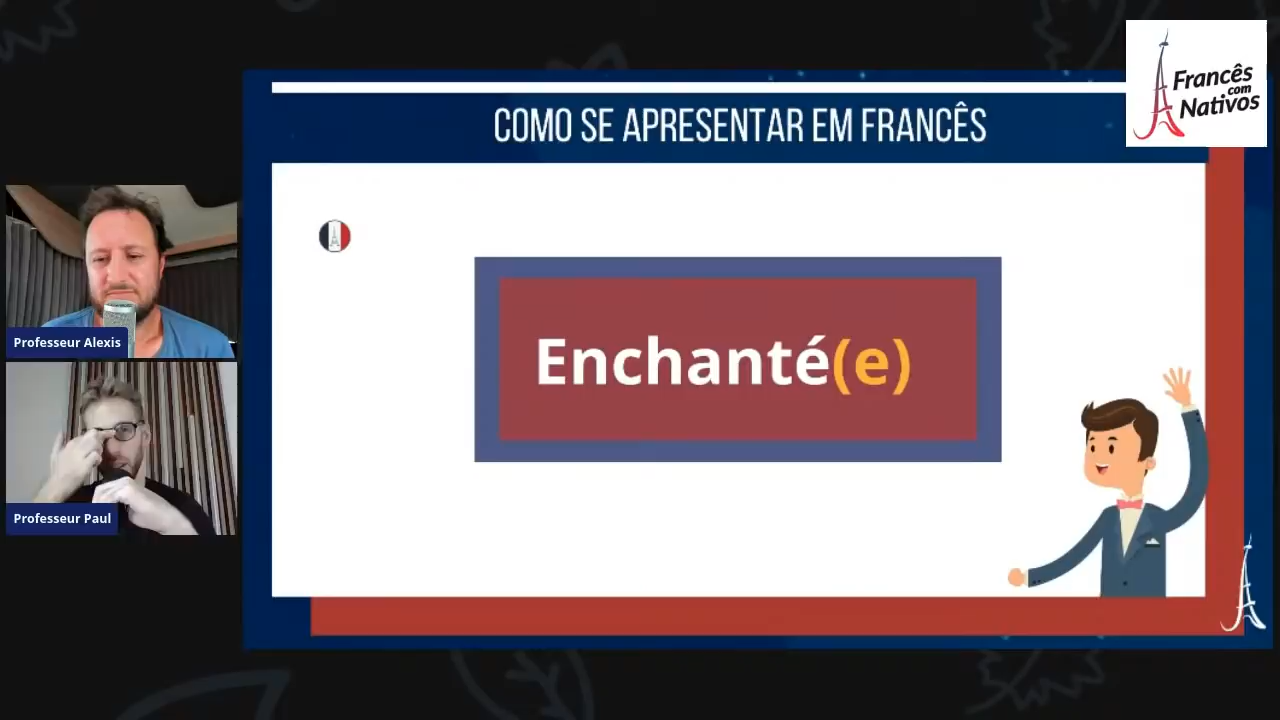 Francês
com
Nativos
COMO SE APRESENTAR EM FRANCÊS
Enchanté(e)
Professeur Alexis
Professeur Paul